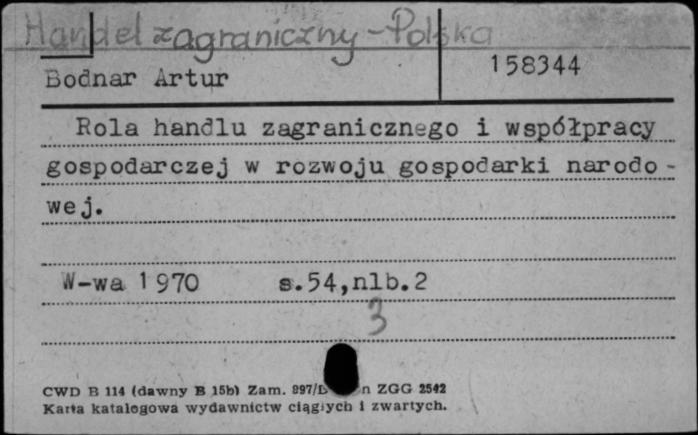 Handel zagraniczny - Polska
Bodnar Artur 158344
Rola handlu zagranicznego i współpracy
gospodarczej w rozwoju gospodarki narodo-
wej.
W-wa 1970 s.54,nlb.2
3
CWD B 114 (dawny B 15b) Zam. 997/ n ZGG 2542
Karta katalogowa wydawnictw ciągłych i zwartych.